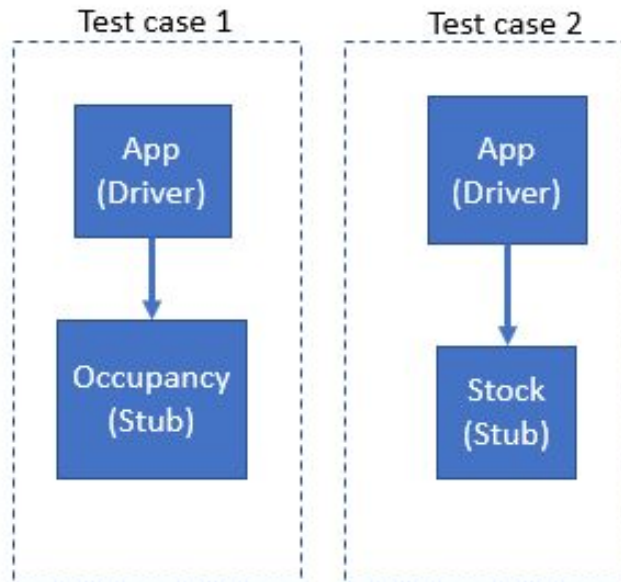 Test case 1
App
(Driver)
Occupancy
(Stub)
Test case 2
App
(Driver)
Stock
(Stub)